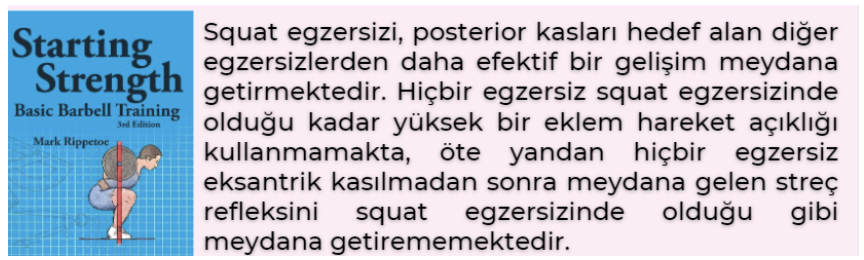 Starting
Strength
Basic Barbell Training
3rd Edition
Mark Rippetoe
Squat egzersizi, posterior kasları hedef alan diğer
egzersizlerden daha efektif bir gelişim meydana
getirmektedir. Hiçbir egzersiz squat egzersizinde
olduğu kadar yüksek bir eklem hareket açıklığı
kullanmamakta, öte yandan hiçbir egzersiz
eksantrik kasılmadan sonra meydana gelen streç
refleksini squat egzersizinde olduğu gibi
meydana getirememektedir.